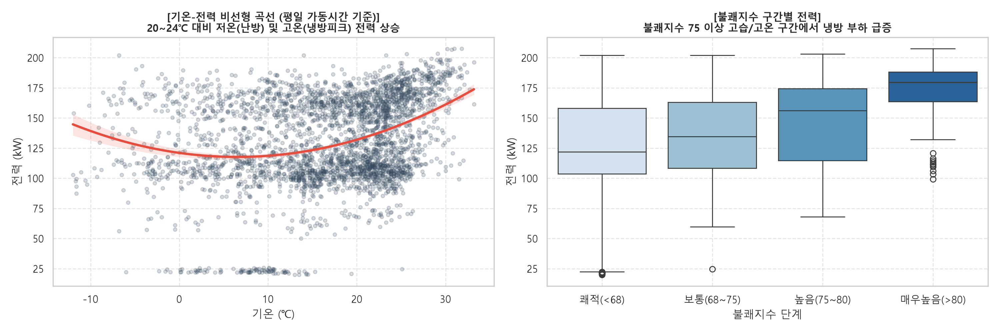 [기온-전력 비선형 곡선 (평일 가동시간 기준)]
20~24℃ 대비 저온(난방) 및 고온(냉방피크) 전력 상승
전력 (kW)
200
175
150
125
100
75
50
25
-10
0
10
20
30
기온 (℃)
[불쾌지수 구간별 전력]
불쾌지수 75 이상 고습/고온 구간에서 냉방 부하 급증
전력 (kW)
200
175
150
125
100
75
50
25
쾌적(<68)
보통(68~75)
높음(75~80)
매우높음(>80)
불쾌지수 단계